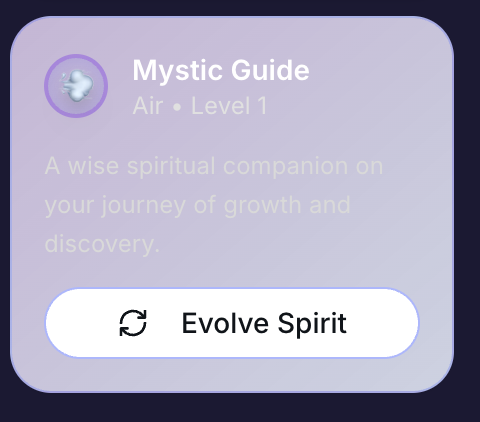 Mystic Guide
Air • Level 1
A wise spiritual companion on
your journey of growth and
discovery.
Evolve Spirit